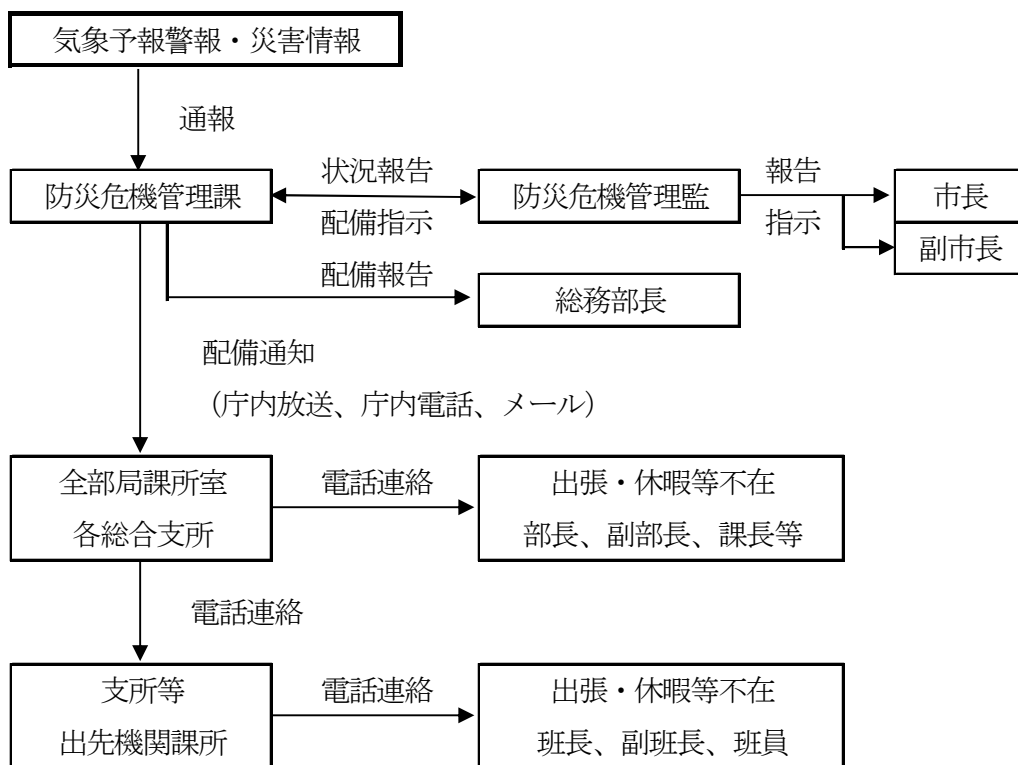 気象予報警報・災害情報
通報
防災危機管理課
状況報告
配備指示
防災危機管理監
報告
指示
市長
副市長
配備報告
総務部長
配備通知
(庁内放送、庁内電話、メール)
全部局課所室
各総合支所
電話連絡
出張・休暇等不在
部長、副部長、課長等
電話連絡
支所等
出先機関課所
電話連絡
出張・休暇等不在
班長、副班長、班員